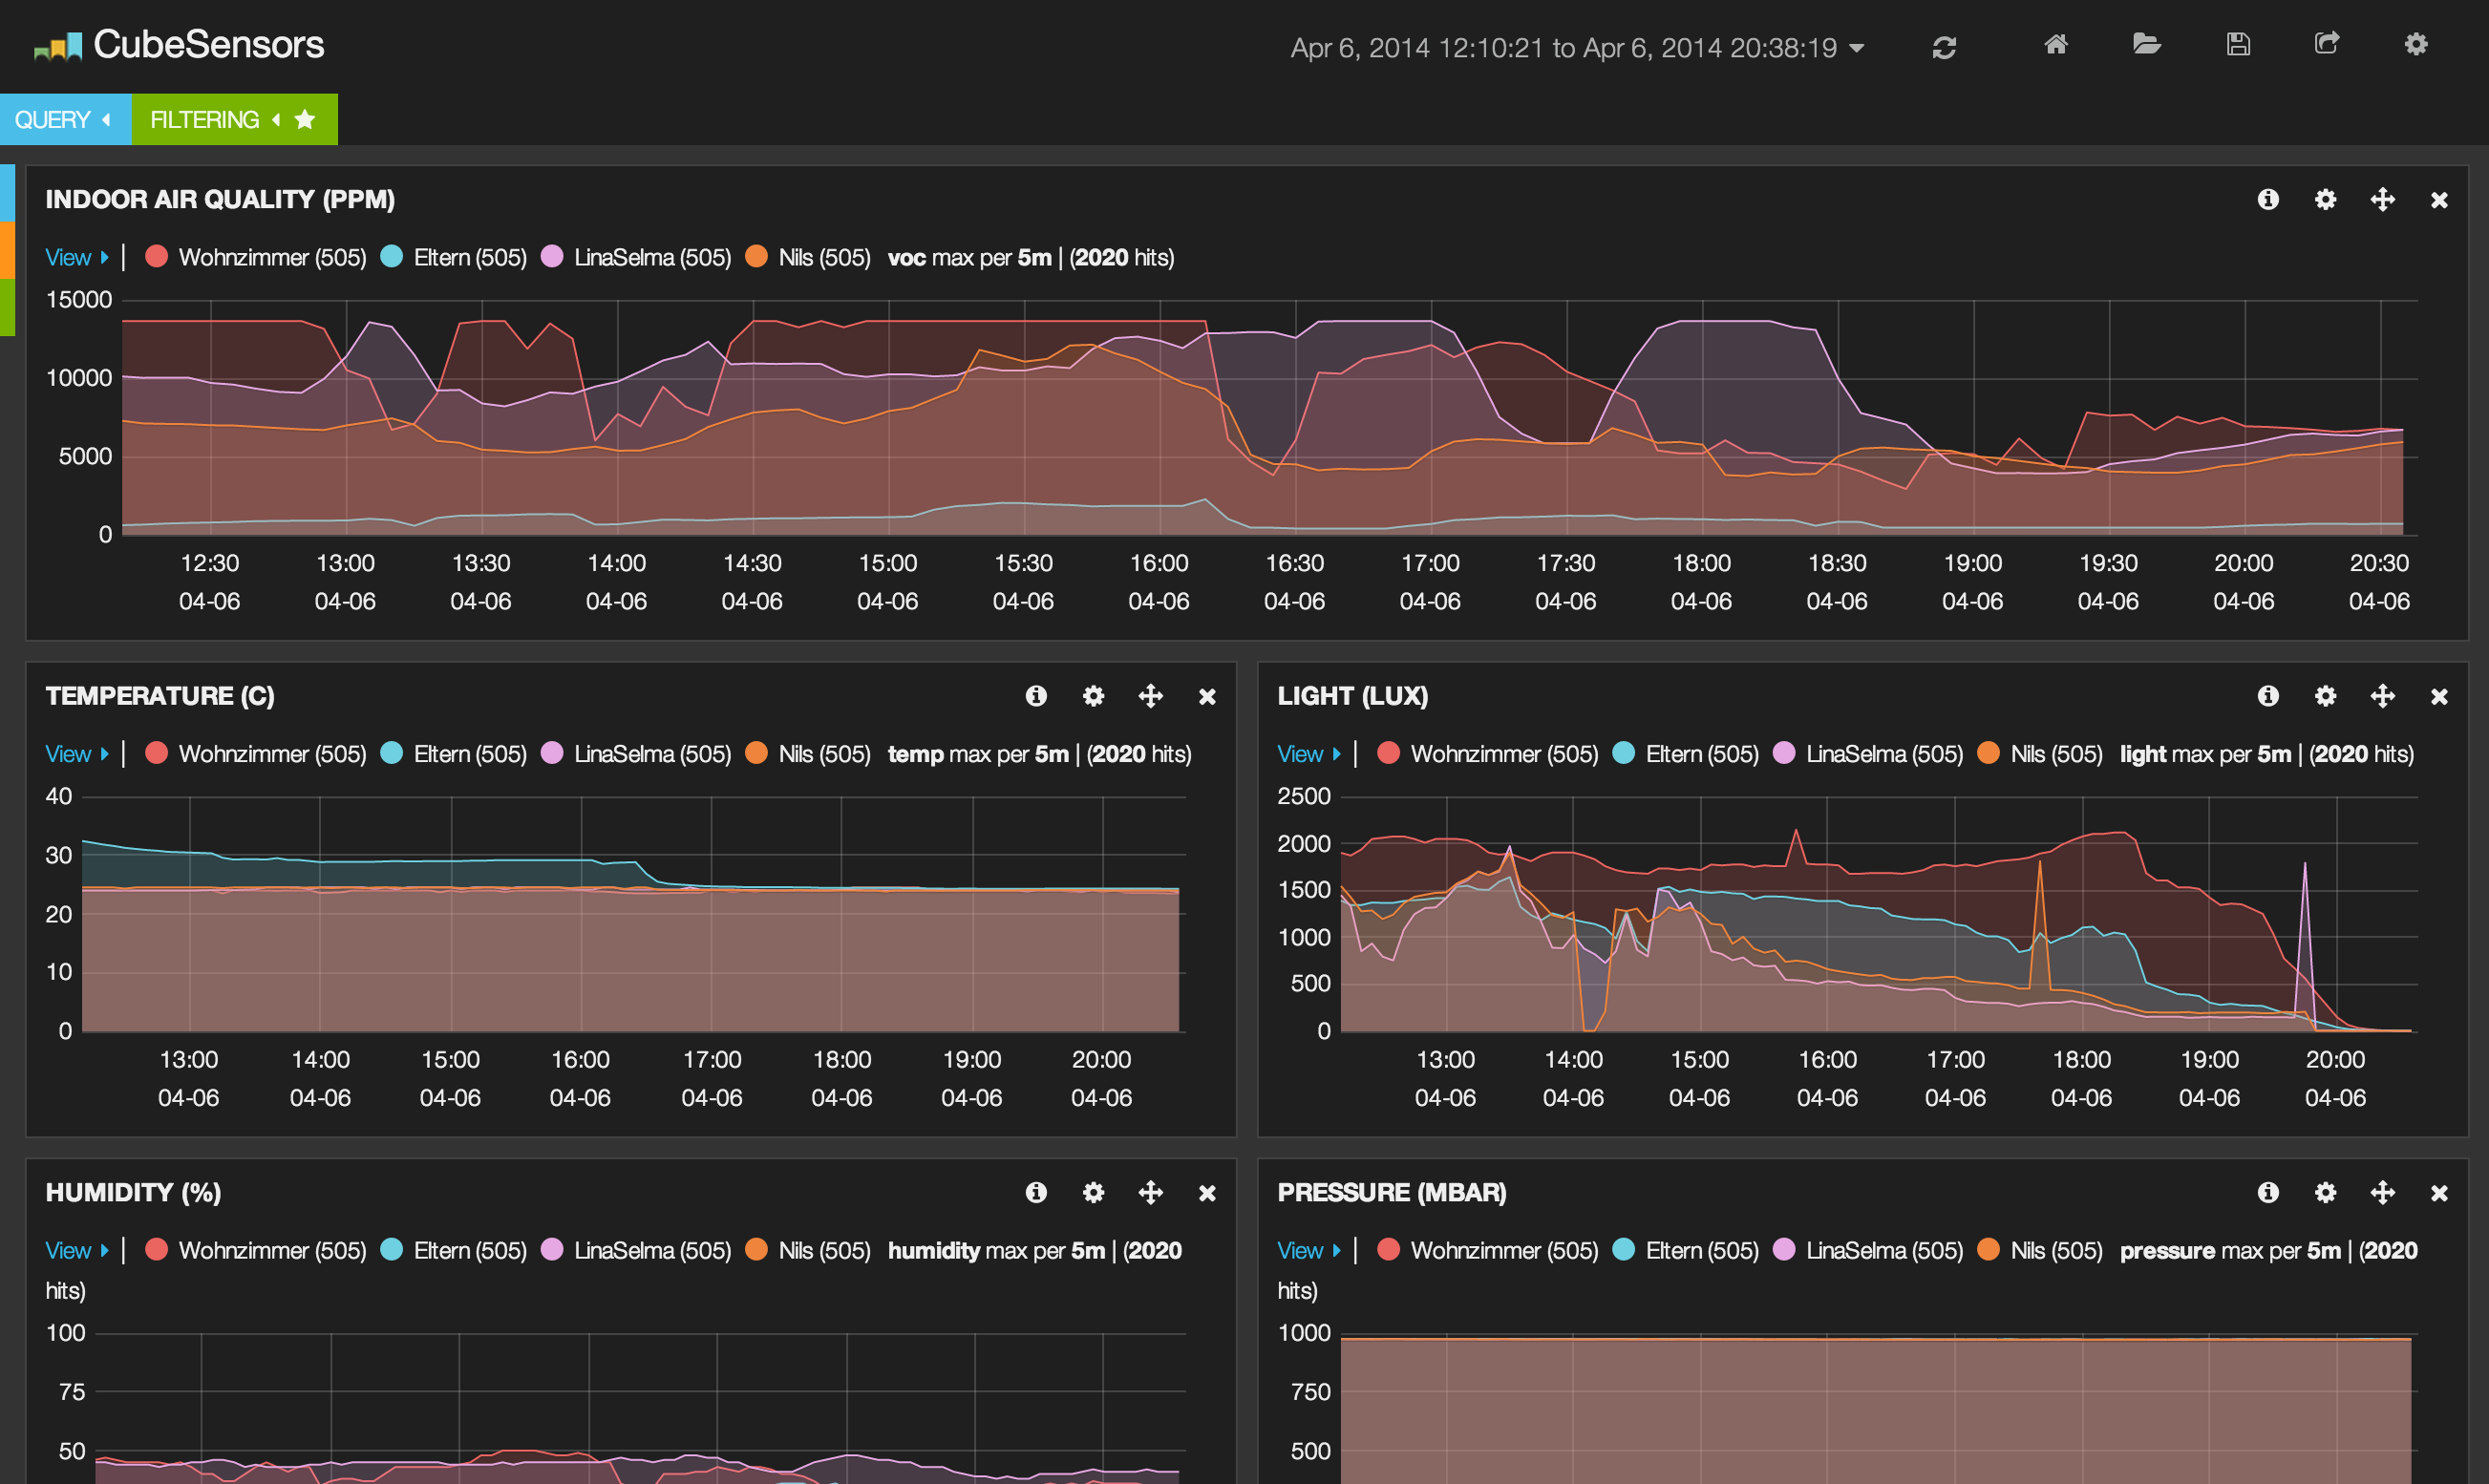 CubeSensors
Apr 6, 2014 12:10:21 to Apr 6, 2014 20:38:19
QUERY FILTERING
INDOOR AIR QUALITY (PPM)
View | Wohnzimmer (505) Eltern (505) LinaSelma (505) Nils (505) voc max per 5m | (2020 hits)
15000
10000
5000
0
12:30 13:00 13:30 14:00 14:30 15:00 15:30 16:00 16:30 17:00 17:30 18:00 18:30 19:00 19:30 20:00 20:30
04-06 04-06 04-06 04-06 04-06 04-06 04-06 04-06 04-06 04-06 04-06 04-06 04-06 04-06 04-06 04-06 04-06
TEMPERATURE (C)
View | Wohnzimmer (505) Eltern (505) LinaSelma (505) Nils (505) temp max per 5m | (2020 hits)
40
30
20
10
0
13:00 14:00 15:00 16:00 17:00 18:00 19:00 20:00
04-06 04-06 04-06 04-06 04-06 04-06 04-06 04-06
LIGHT (LUX)
View | Wohnzimmer (505) Eltern (505) LinaSelma (505) Nils (505) light max per 5m | (2020 hits)
2500
2000
1500
1000
500
0
13:00 14:00 15:00 16:00 17:00 18:00 19:00 20:00
04-06 04-06 04-06 04-06 04-06 04-06 04-06 04-06
HUMIDITY (%)
View | Wohnzimmer (505) Eltern (505) LinaSelma (505) Nils (505) humidity max per 5m | (2020
hits)
100
75
50
PRESSURE (MBAR)
View | Wohnzimmer (505) Eltern (505) LinaSelma (505) Nils (505) pressure max per 5m | (2020
hits)
1000
750
500